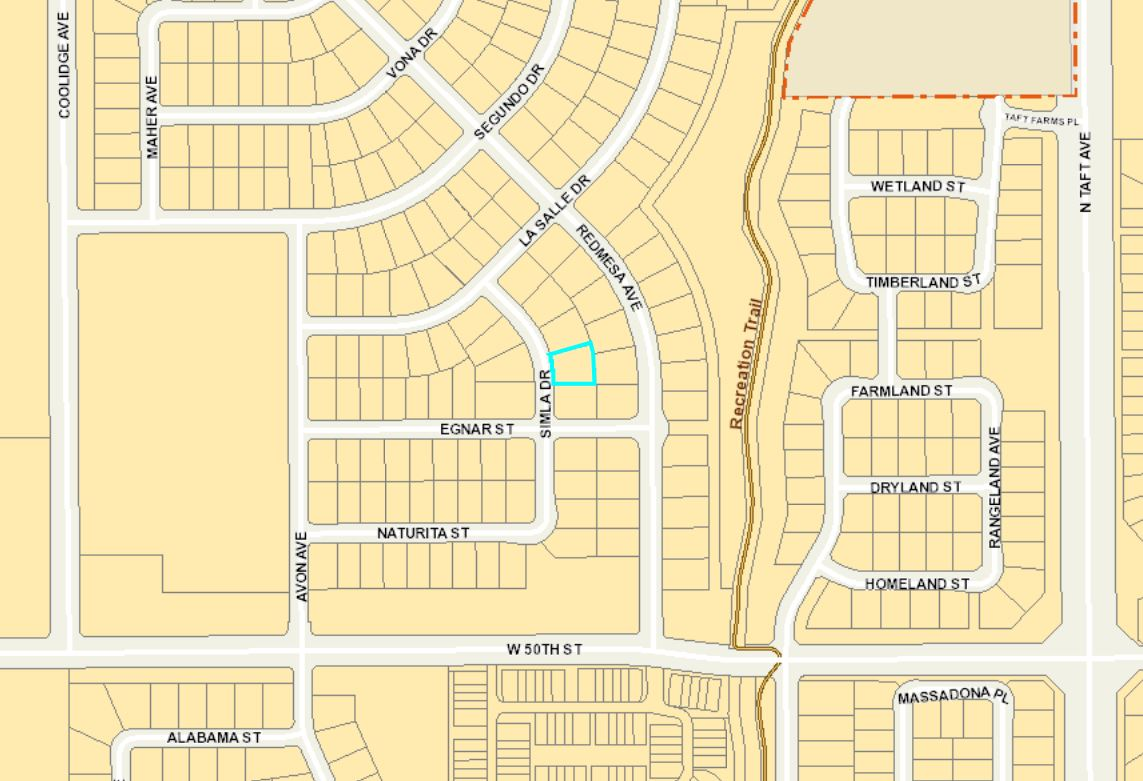 COOLIDGE AVE
MAHER AVE
VONA DR
SEGUNDO DR
LA SALLE DR
REDMESA AVE
TAFT FARMS PL
N TAFT AVE
WETLAND ST
TIMBERLAND ST
Recreation Trail
SIMLA DR
FARMLAND ST
EGNAR ST
RANGELAND AVE
DRYLAND ST
NATURITA ST
AVON AVE
HOMELAND ST
W 50TH ST
MASSADONA PL
ALABAMA ST